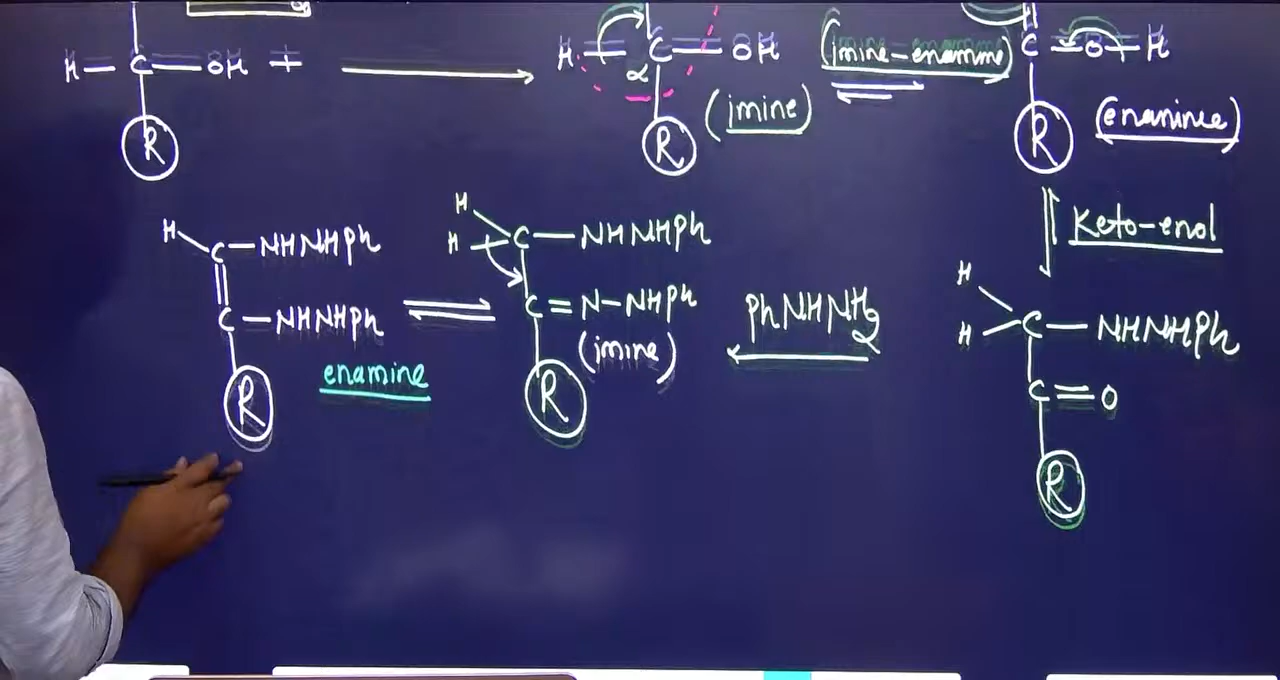 H—C—OH +
R
H—C—OH
α
(imine)
R
(imine-enamine)
C—O—H
R
(enamine)
Keto-enol
H
H
C—NHNHPh
C=O
R
PhNHNH2
H
H
C—NHNHPh
C=N—NHPh
(imine)
R
H
C—NHNHPh
C—NHNHPh
R
enamine